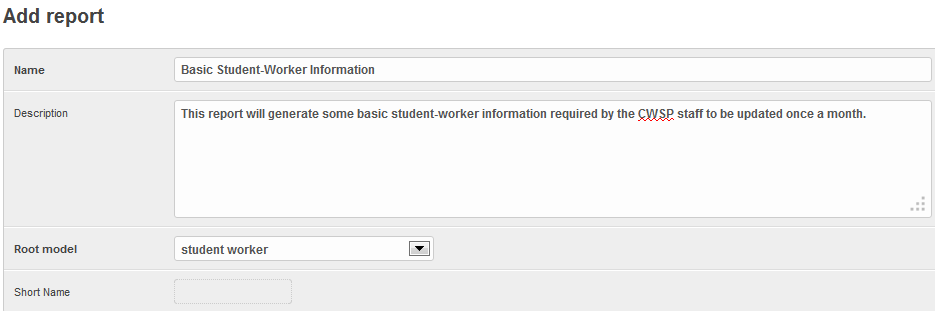 Add report
Name
Basic Student-Worker Information
Description
This report will generate some basic student-worker information required by the CWSP staff to be updated once a month.
Root model
student worker
Short Name